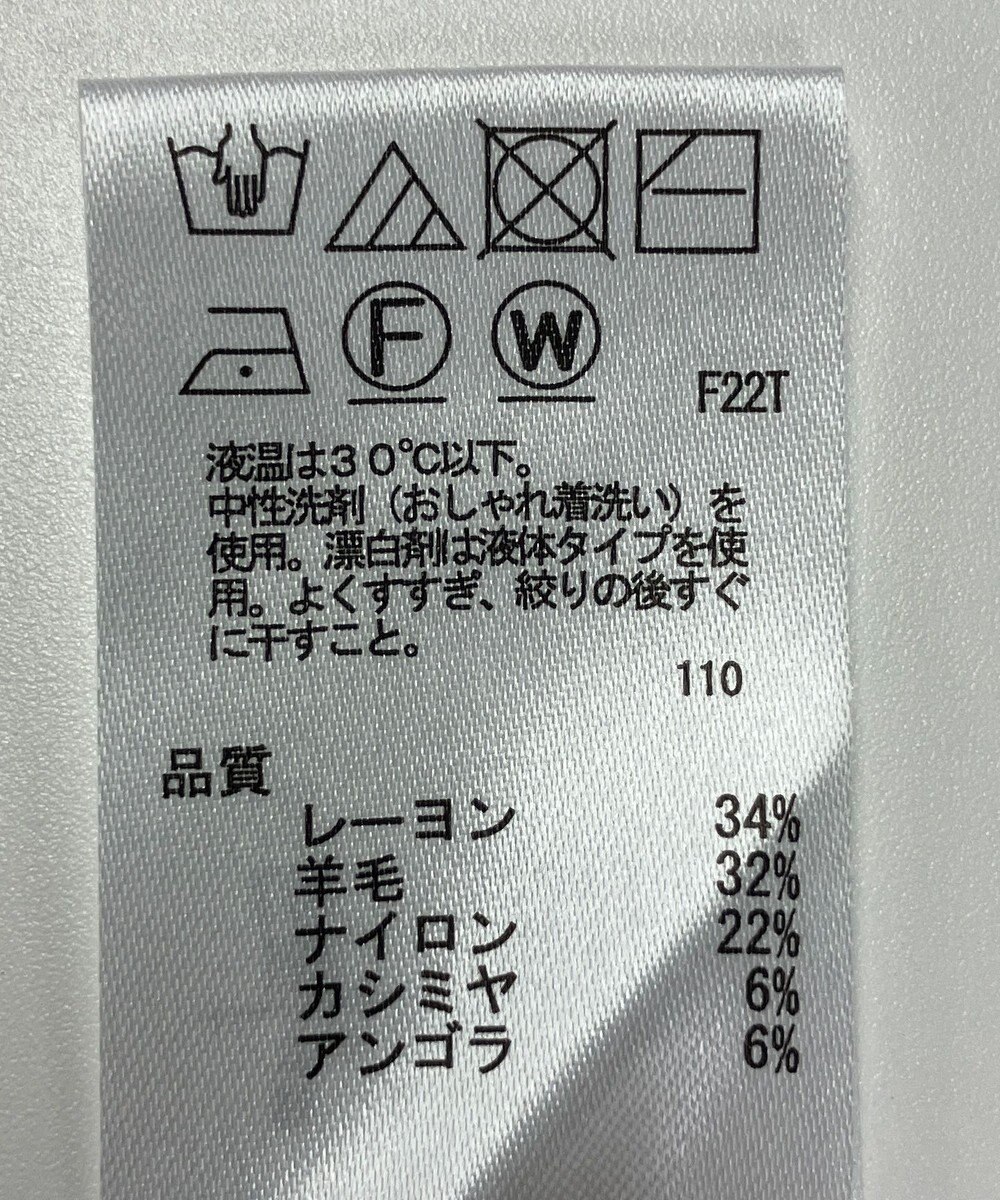 F W
F22T
液温は30℃以下。
中性洗剤（おしゃれ着洗い）を
使用。漂白剤は液体タイプを使
用。よくすすぎ、絞りの後すぐ
に干すこと。
110
品質
レーヨン 34%
羊毛 32%
ナイロン 22%
カシミヤ 6%
アンゴラ 6%